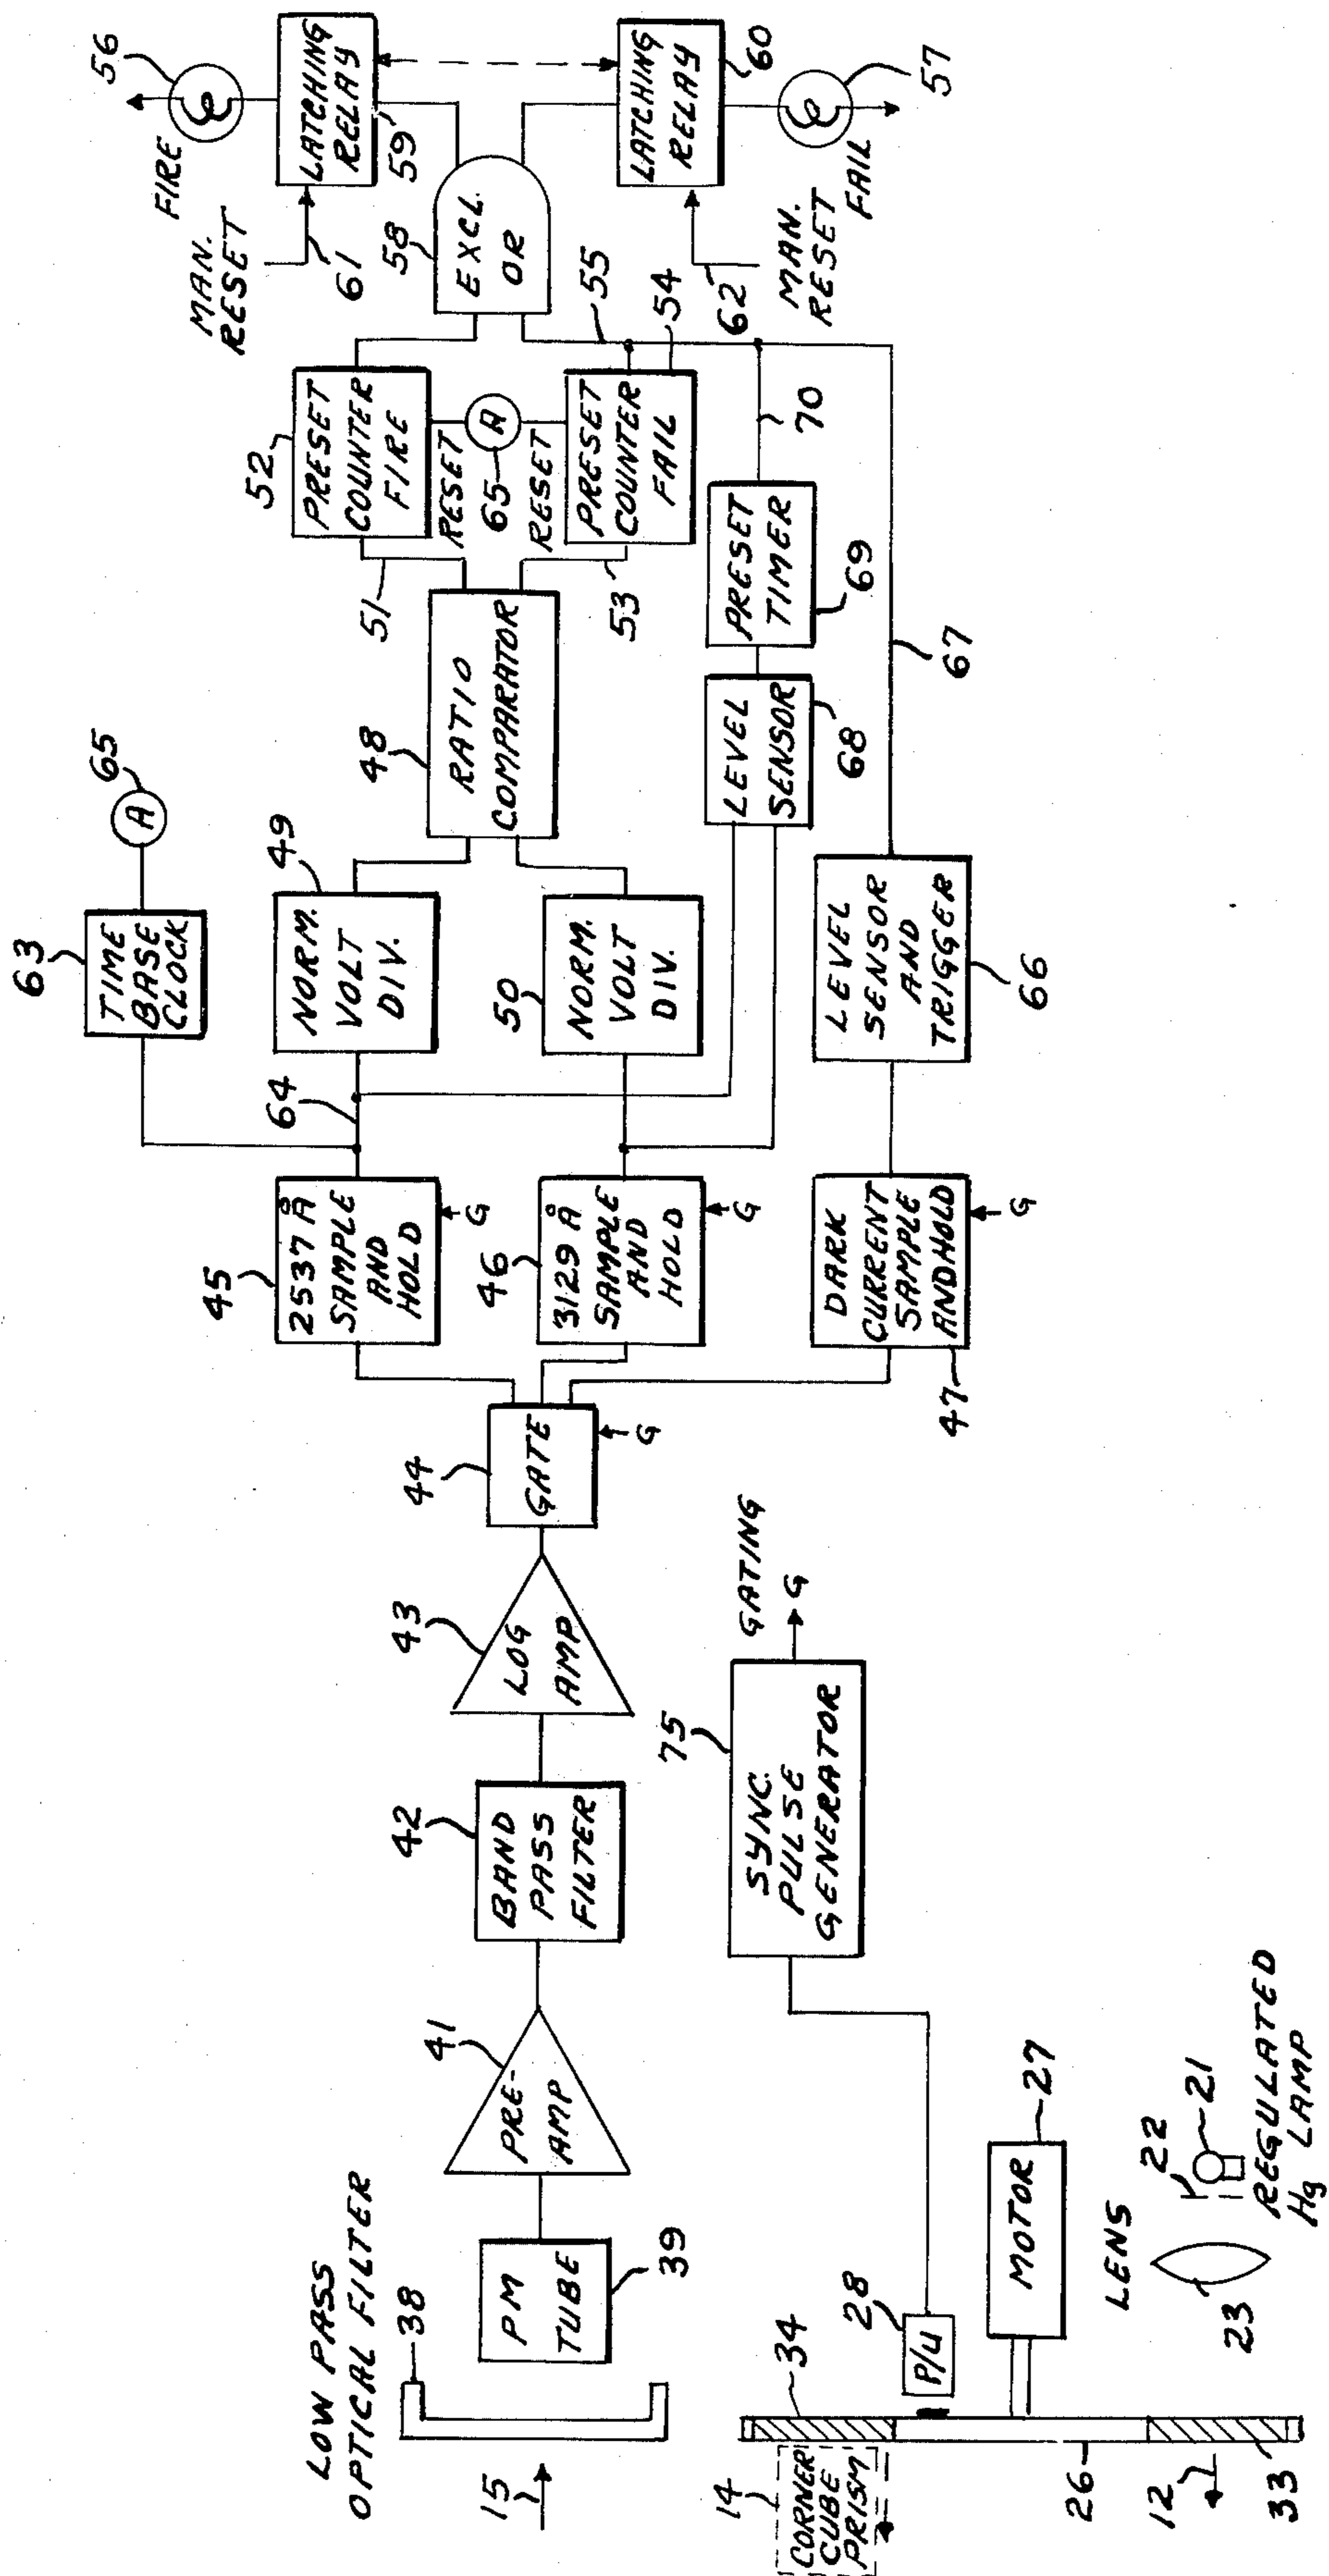 LOW PASS
OPTICAL FILTER
38
15
PM
TUBE
39
PRE-
AMP
41
BAND
PASS
FILTER
42
LOG
AMP
43
GATE
44
G
2537 Å
SAMPLE
AND
HOLD
45
G
3129 Å
SAMPLE
AND
HOLD
46
G
DARK
CURRENT
SAMPLE
AND HOLD
47
G
TIME
BASE
CLOCK
63
A
65
64
NORM.
VOLT
DIV.
49
NORM.
VOLT
DIV.
50
RATIO
COMPARATOR
48
51
53
PRESET
COUNTER
FIRE
52
RESET
A
65
RESET
PRESET
COUNTER
FAIL
54
55
LEVEL
SENSOR
68
PRESET
TIMER
69
70
LEVEL
SENSOR
AND
TRIGGER
66
67
EXCL.
OR
58
MAN.
RESET
61
LATCHING
RELAY
59
FIRE
56
LATCHING
RELAY
60
62
MAN.
RESET
FAIL
57
14
CORNER
CUBE
PRISM
34
28
P/U
SYNC.
PULSE
GENERATOR
75
GATING
G
MOTOR
27
26
12
33
LENS
23
22
21
REGULATED
Hg LAMP